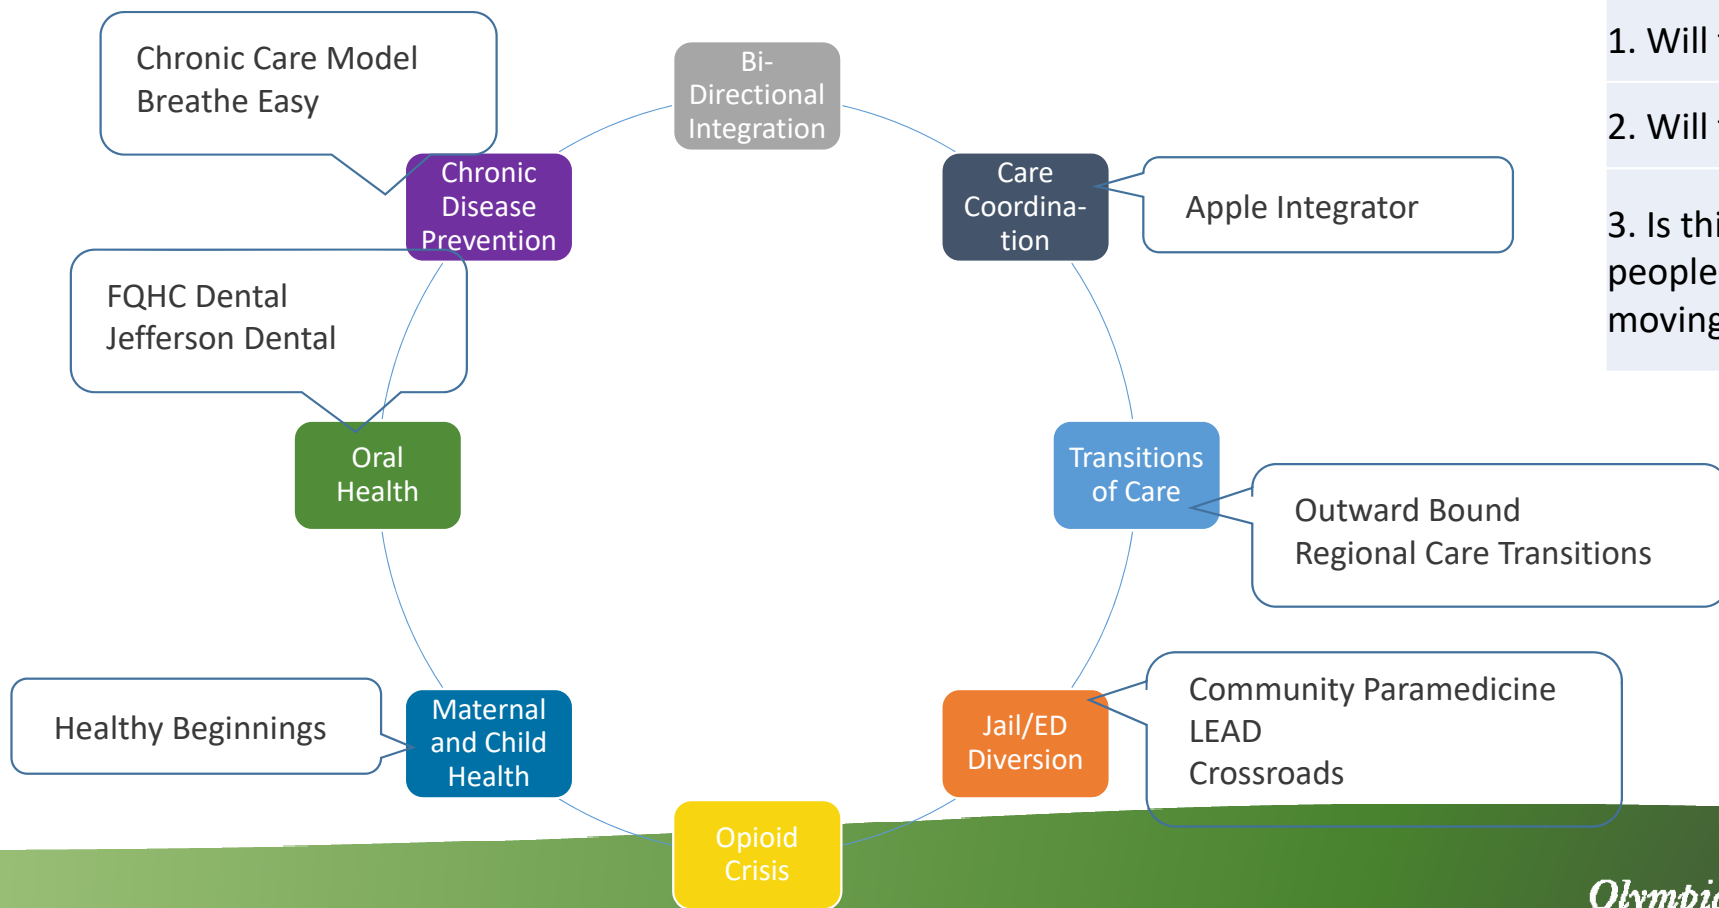 Chronic Care Model
Breathe Easy
Bi-
Directional
Integration
Chronic
Disease
Prevention
Care
Coordina-
tion
Apple Integrator
1. Will
2. Will
3. Is
people
moving
FQHC Dental
Jefferson Dental
Oral
Health
Transitions
of Care
Outward Bound
Regional Care Transitions
Healthy Beginnings
Maternal
and Child
Health
Jail/ED
Diversion
Community Paramedicine
LEAD
Crossroads
Opioid
Crisis